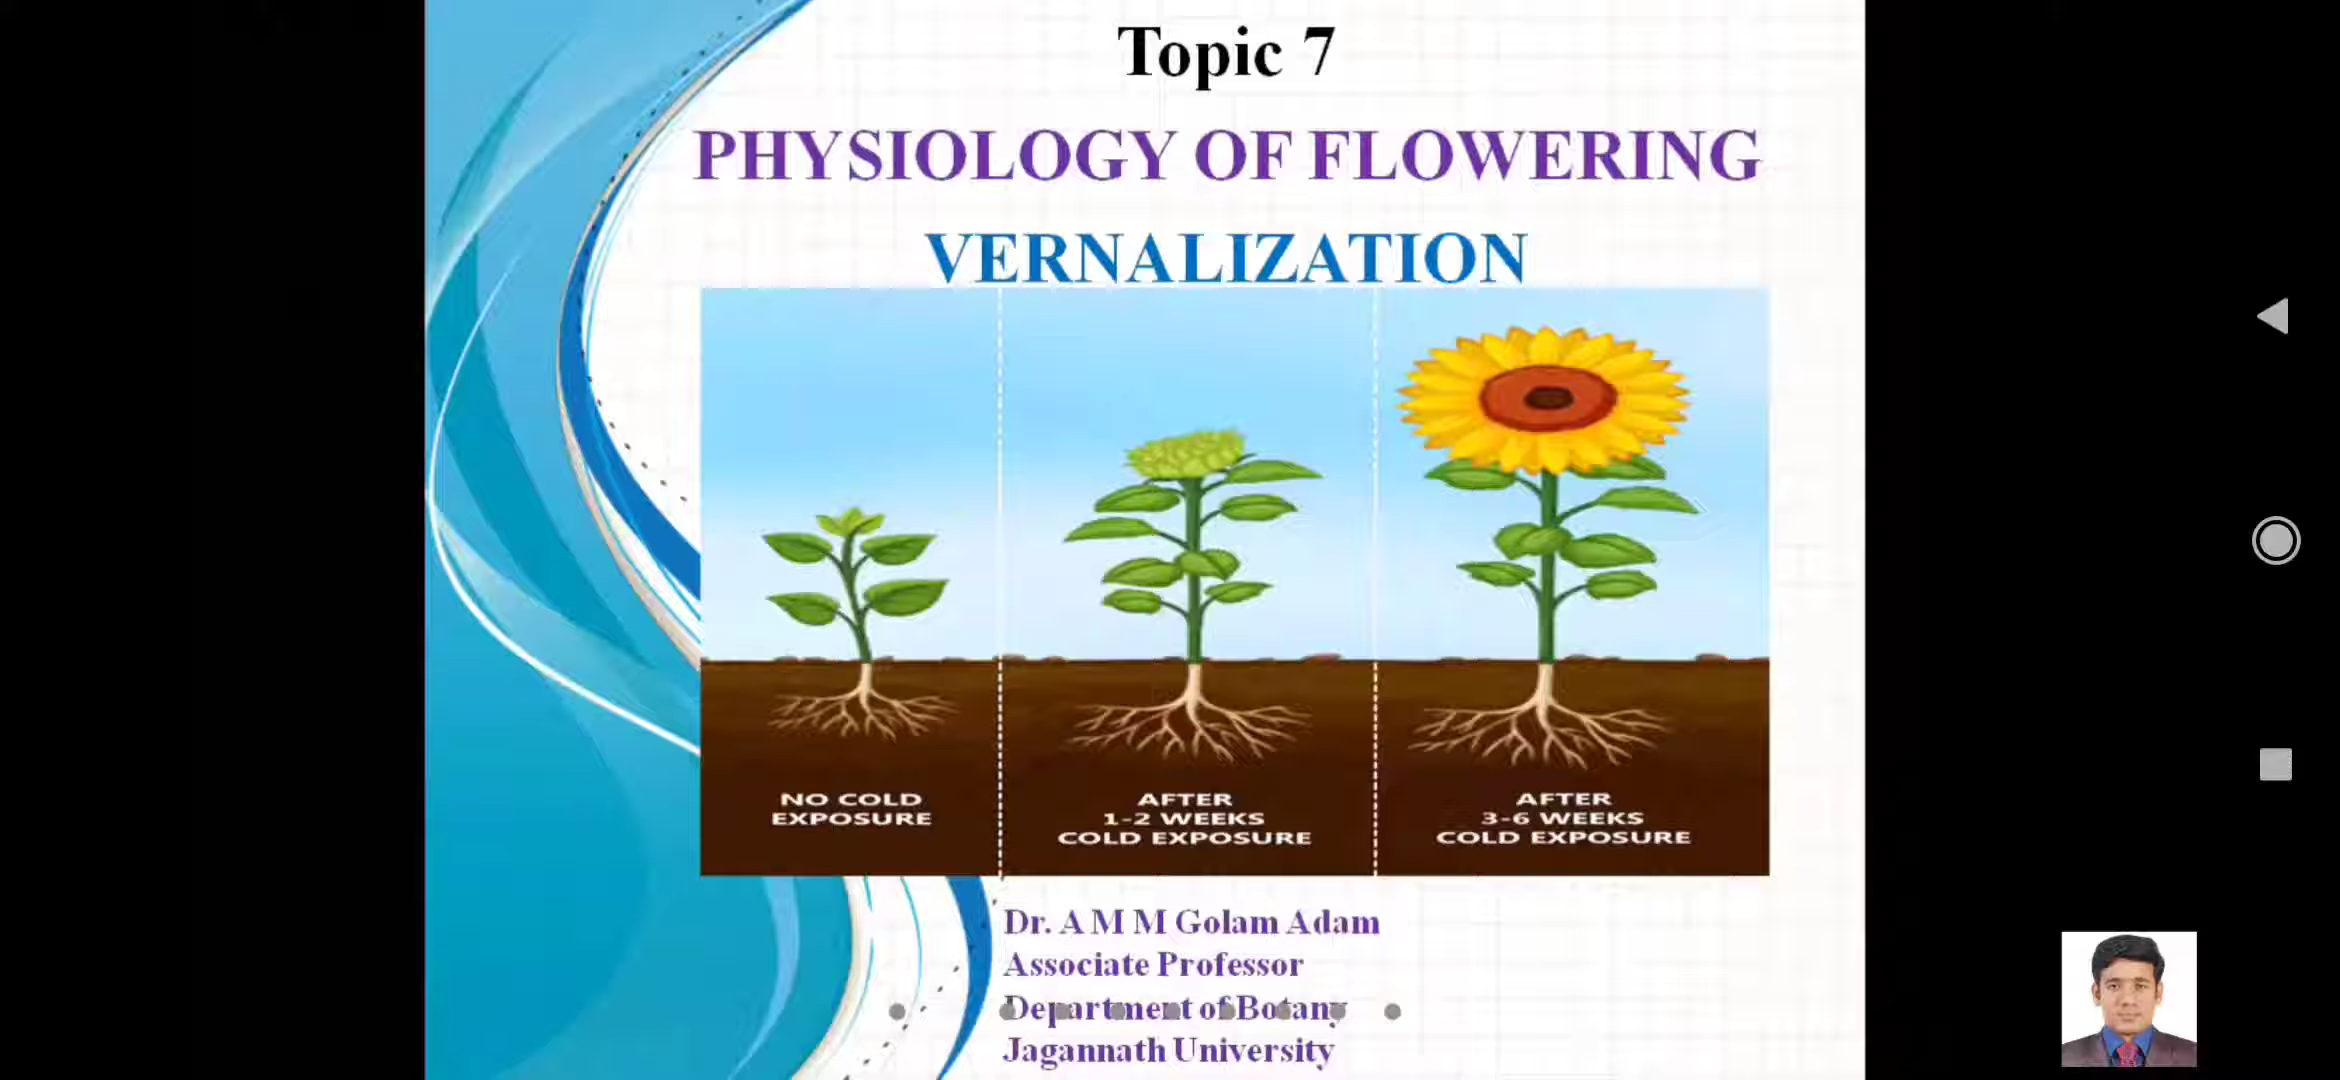 Topic 7
PHYSIOLOGY OF FLOWERING
VERNALIZATION
NO COLD
EXPOSURE
AFTER
1-2 WEEKS
COLD EXPOSURE
AFTER
3-6 WEEKS
COLD EXPOSURE
Dr. A M M Golam Adam
Associate Professor
Department of Botany
Jagannath University